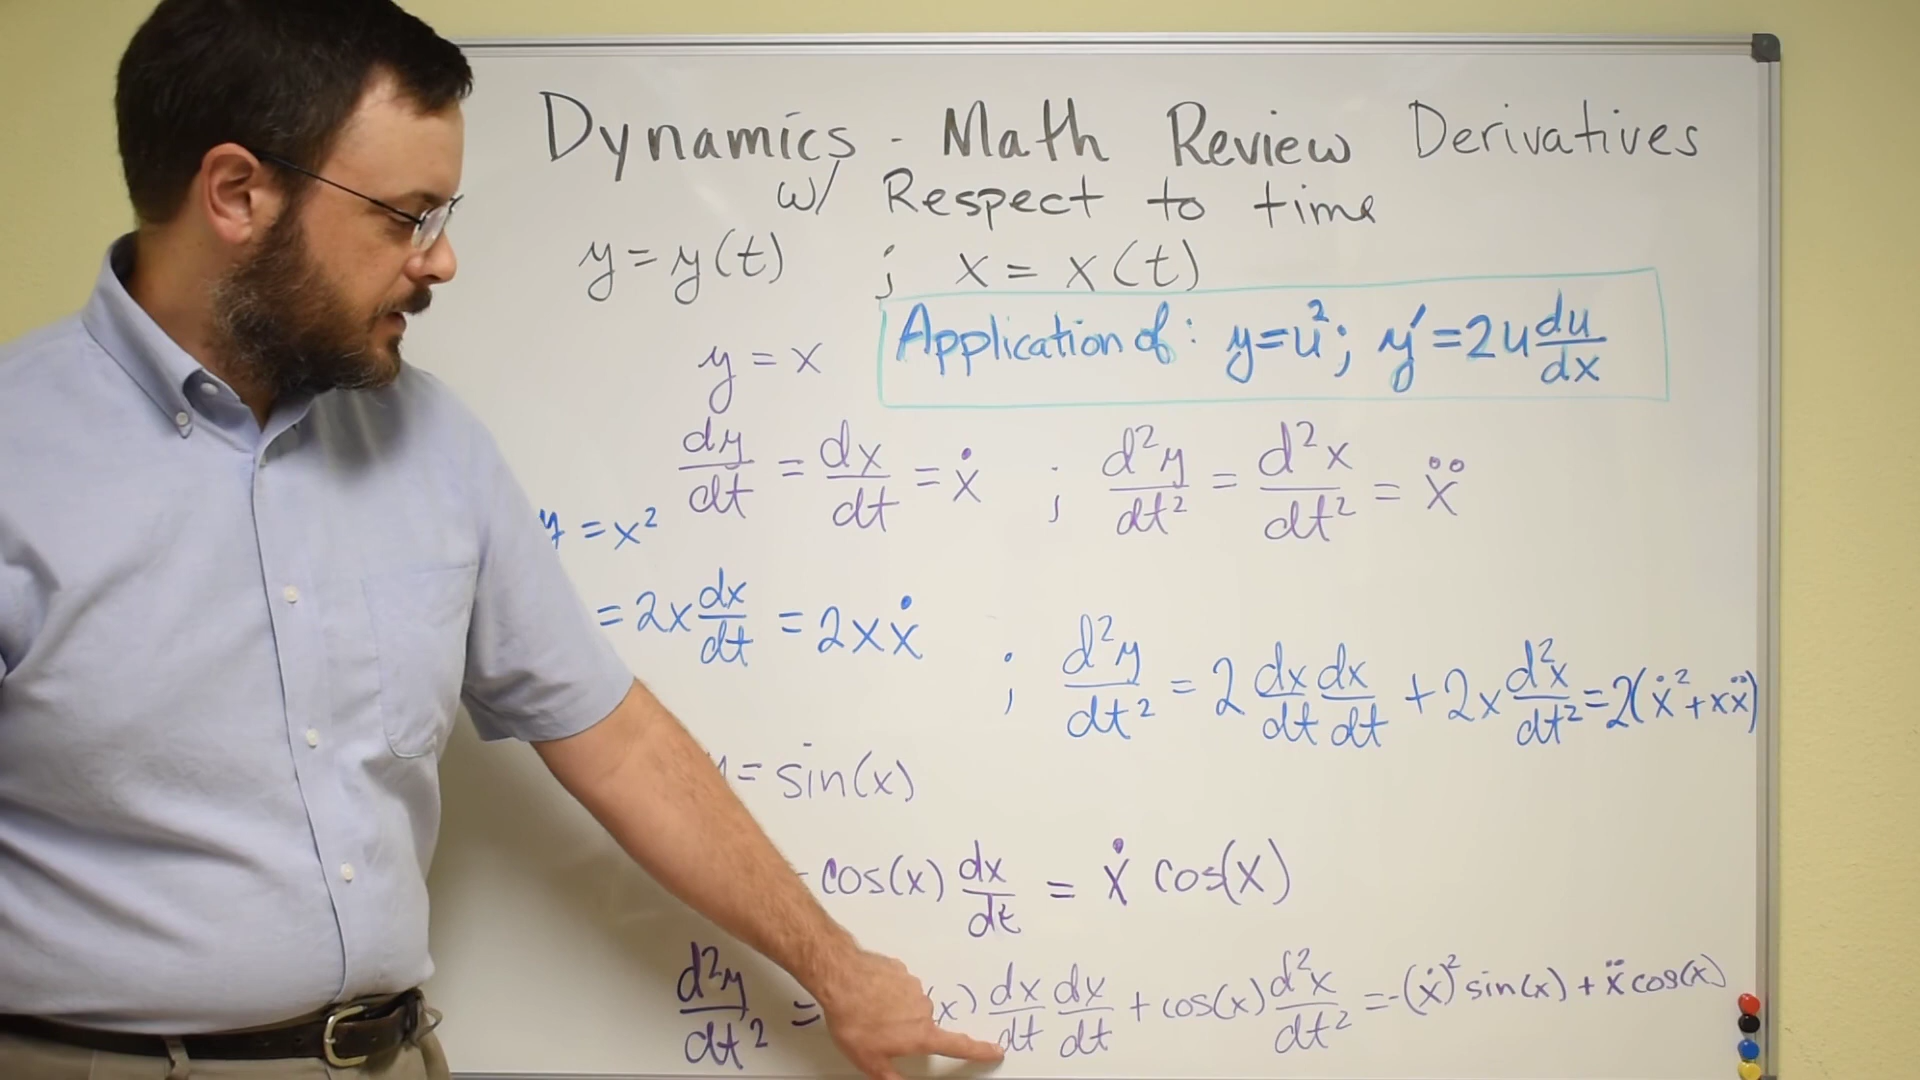 Dynamics - Math Review Derivatives
w/ Respect to time
y = y(t) ; x = x(t)
Application of: y=u²; y′=2u du/dx
y = x
dy/dt = dx/dt = ẋ ; d²y/dt² = d²x/dt² = ẍ
y = x²
= 2x dx/dt = 2xẋ ; d²y/dt² = 2 dx/dt dx/dt + 2x d²x/dt² = 2(ẋ² + xẍ)
= sin(x)
cos(x) dx/dt = ẋ cos(x)
d²y/dt² = (x) dx/dt dx/dt + cos(x) d²x/dt² = -(ẋ)² sin(x) + ẍ cos(x)